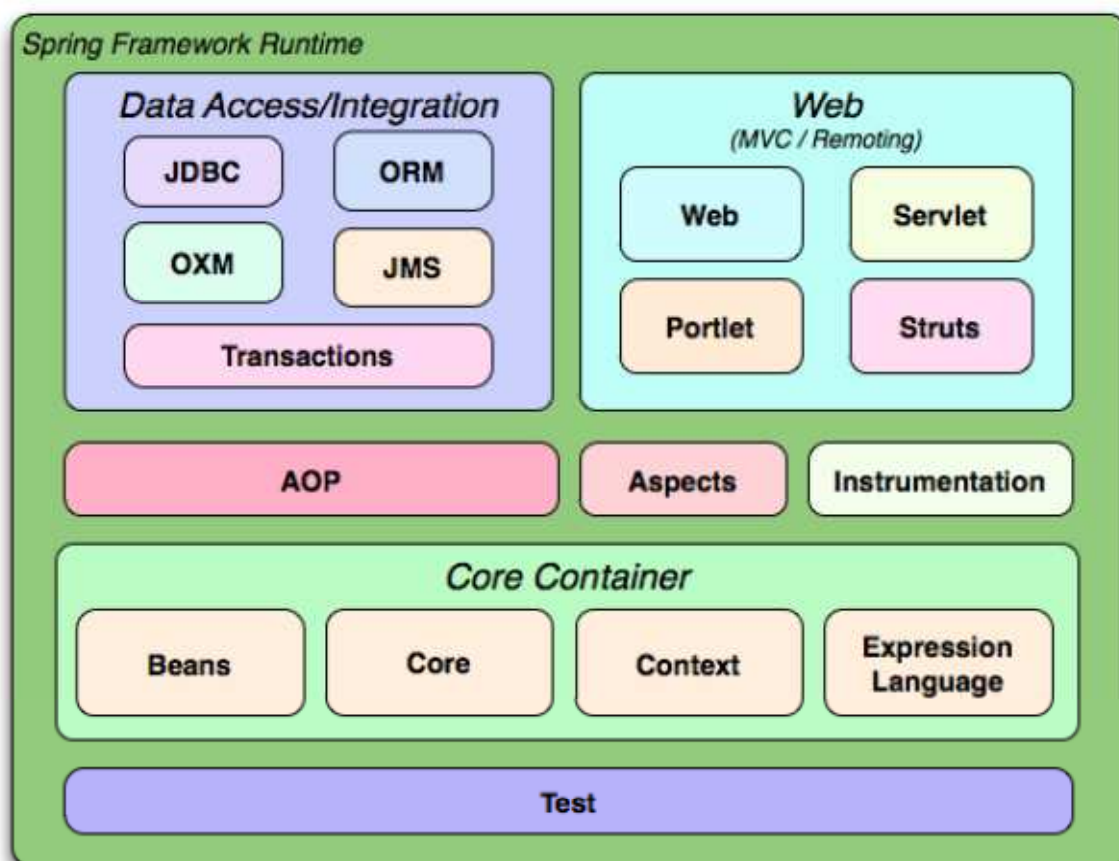 Spring Framework Runtime
Data Access/Integration
JDBC
ORM
OXM
JMS
Transactions
Web
(MVC / Remoting)
Web
Servlet
Portlet
Struts
AOP
Aspects
Instrumentation
Core Container
Beans
Core
Context
Expression
Language
Test